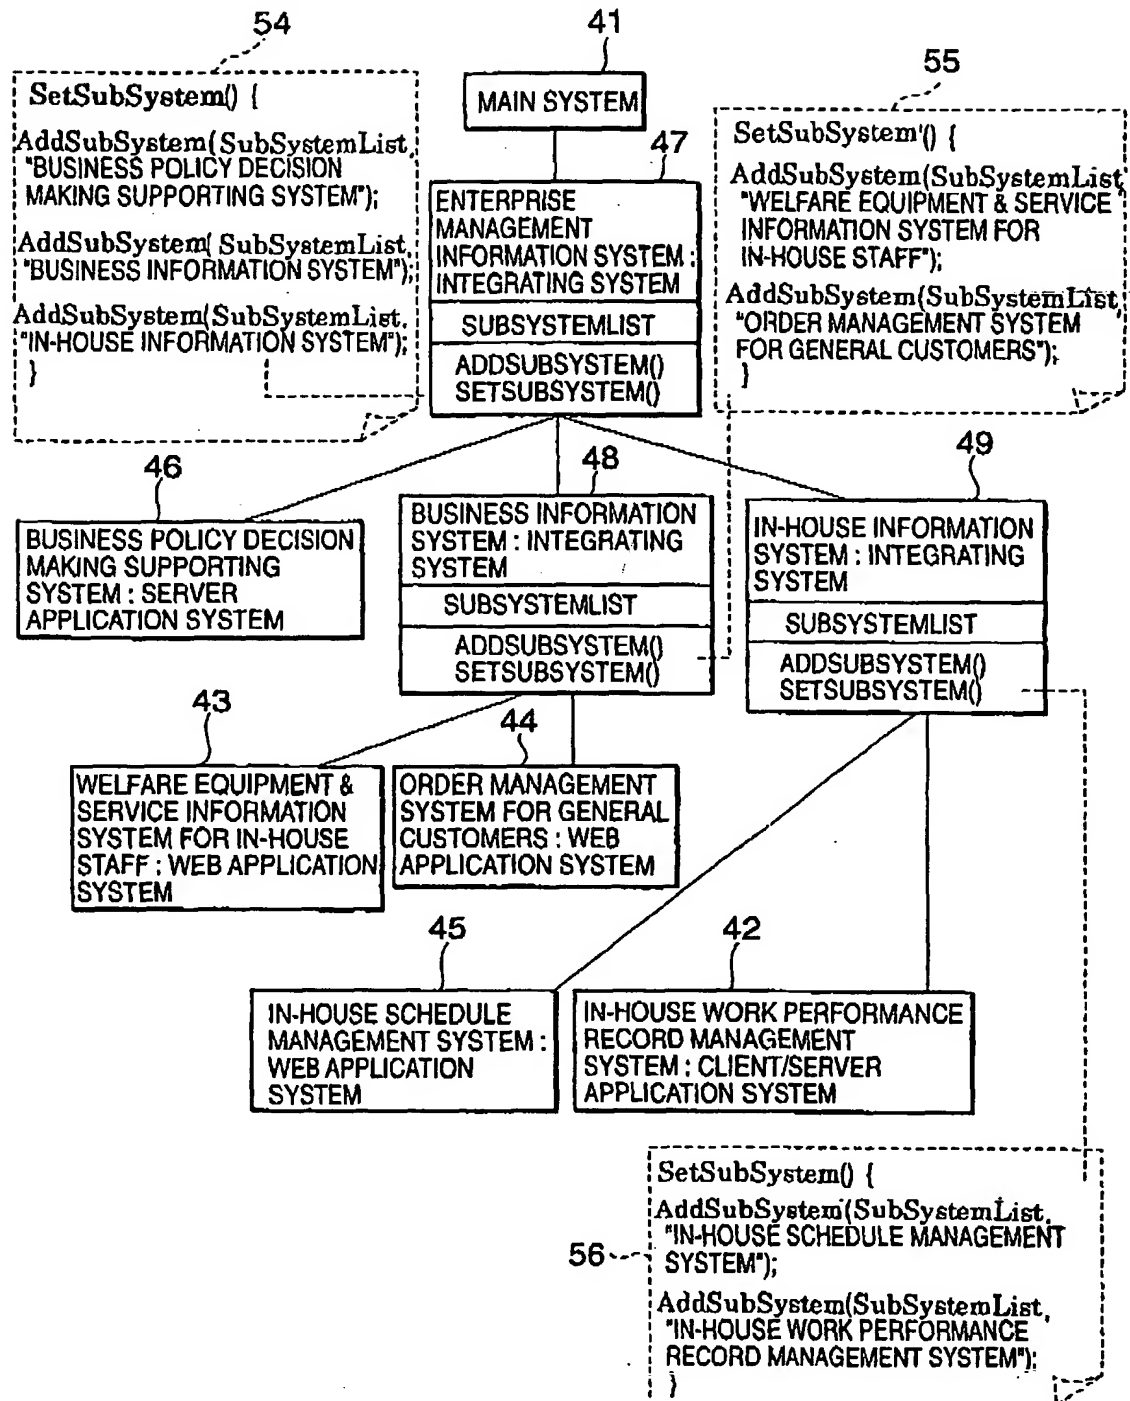 54
SetSubSystem() {
AddSubSystem(SubSystemList,
"BUSINESS POLICY DECISION
MAKING SUPPORTING SYSTEM");
AddSubSystem( SubSystemList,
"BUSINESS INFORMATION SYSTEM");
AddSubSystem(SubSystemList,
"IN-HOUSE INFORMATION SYSTEM");
}
41
MAIN SYSTEM
47
ENTERPRISE
MANAGEMENT
INFORMATION SYSTEM :
INTEGRATING SYSTEM
SUBSYSTEMLIST
ADDSUBSYSTEM()
SETSUBSYSTEM()
55
SetSubSystem'() {
AddSubSystem(SubSystemList,
"WELFARE EQUIPMENT & SERVICE
INFORMATION SYSTEM FOR
IN-HOUSE STAFF");
AddSubSystem(SubSystemList,
"ORDER MANAGEMENT SYSTEM
FOR GENERAL CUSTOMERS");
}
46
BUSINESS POLICY DECISION
MAKING SUPPORTING
SYSTEM : SERVER
APPLICATION SYSTEM
48
BUSINESS INFORMATION
SYSTEM : INTEGRATING
SYSTEM
SUBSYSTEMLIST
ADDSUBSYSTEM()
SETSUBSYSTEM()
49
IN-HOUSE INFORMATION
SYSTEM : INTEGRATING
SYSTEM
SUBSYSTEMLIST
ADDSUBSYSTEM()
SETSUBSYSTEM()
43
WELFARE EQUIPMENT &
SERVICE INFORMATION
SYSTEM FOR IN-HOUSE
STAFF : WEB APPLICATION
SYSTEM
44
ORDER MANAGEMENT
SYSTEM FOR GENERAL
CUSTOMERS : WEB
APPLICATION SYSTEM
45
IN-HOUSE SCHEDULE
MANAGEMENT SYSTEM :
WEB APPLICATION
SYSTEM
42
IN-HOUSE WORK PERFORMANCE
RECORD MANAGEMENT
SYSTEM : CLIENT/SERVER
APPLICATION SYSTEM
56
SetSubSystem() {
AddSubSystem(SubSystemList,
"IN-HOUSE SCHEDULE MANAGEMENT
SYSTEM");
AddSubSystem(SubSystemList,
"IN-HOUSE WORK PERFORMANCE
RECORD MANAGEMENT SYSTEM");
}